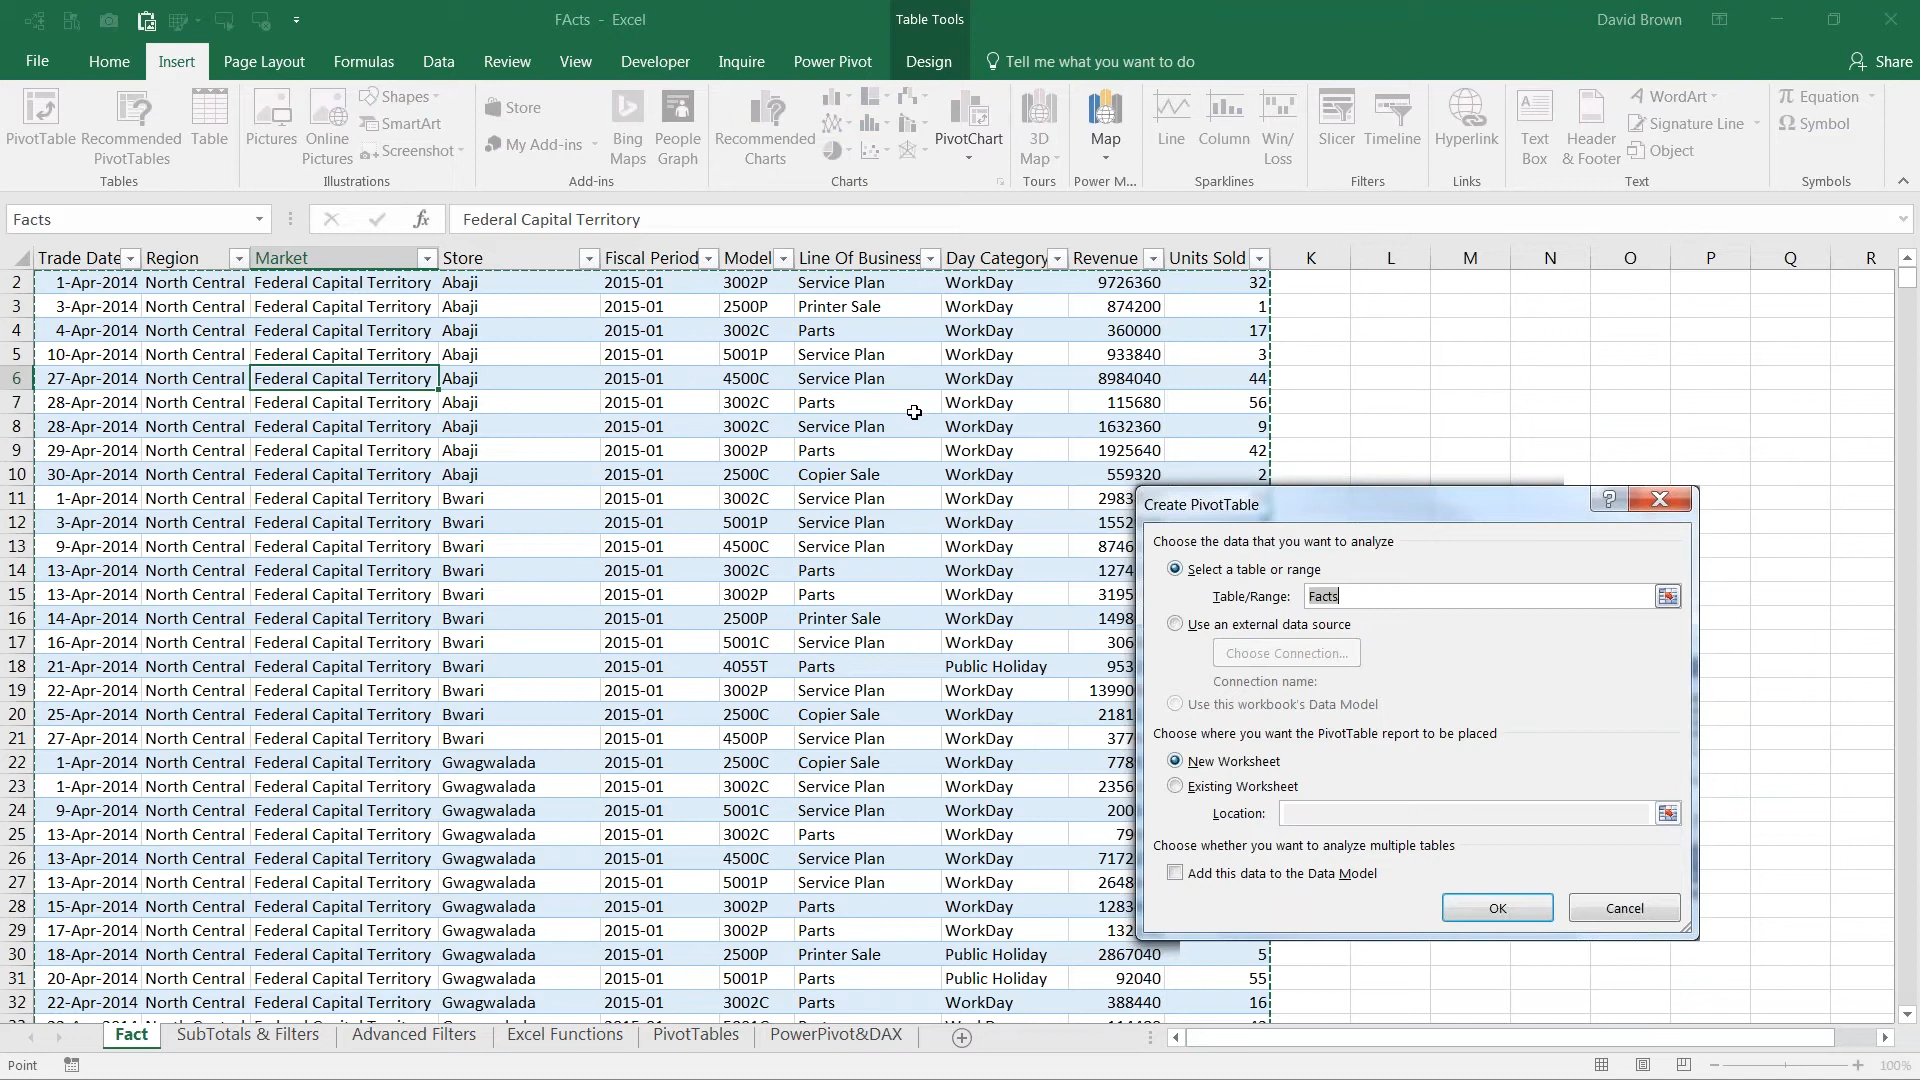 FActs - Excel
Table Tools
David Brown
File Home Insert Page Layout Formulas Data Review View Developer Inquire Power Pivot Design Tell me what you want to do Share
PivotTable
Recommended PivotTables
Table
Tables
Pictures
Online Pictures
Shapes
SmartArt
Screenshot
Illustrations
Store
My Add-ins
Bing Maps
People Graph
Add-ins
Recommended Charts
PivotChart
Charts
3D Map
Tours
Map
Power M...
Line
Column
Win/ Loss
Sparklines
Slicer
Timeline
Filters
Hyperlink
Links
Text Box
Header & Footer
WordArt
Signature Line
Object
Text
Equation
Symbol
Symbols
Facts fx Federal Capital Territory
Trade Date Region Market Store Fiscal Period Model Line Of Business Day Category Revenue Units Sold K L M N O P Q R
2 1-Apr-2014 North Central Federal Capital Territory Abaji 2015-01 3002P Service Plan WorkDay 9726360 32
3 3-Apr-2014 North Central Federal Capital Territory Abaji 2015-01 2500P Printer Sale WorkDay 874200 1
4 4-Apr-2014 North Central Federal Capital Territory Abaji 2015-01 3002C Parts WorkDay 360000 17
5 10-Apr-2014 North Central Federal Capital Territory Abaji 2015-01 5001P Service Plan WorkDay 933840 3
6 27-Apr-2014 North Central Federal Capital Territory Abaji 2015-01 4500C Service Plan WorkDay 8984040 44
7 28-Apr-2014 North Central Federal Capital Territory Abaji 2015-01 3002C Parts WorkDay 115680 56
8 28-Apr-2014 North Central Federal Capital Territory Abaji 2015-01 3002C Service Plan WorkDay 1632360 9
9 29-Apr-2014 North Central Federal Capital Territory Abaji 2015-01 3002P Parts WorkDay 1925640 42
10 30-Apr-2014 North Central Federal Capital Territory Abaji 2015-01 2500C Copier Sale WorkDay 559320 2
11 1-Apr-2014 North Central Federal Capital Territory Bwari 2015-01 3002C Service Plan WorkDay 2983
12 3-Apr-2014 North Central Federal Capital Territory Bwari 2015-01 5001P Service Plan WorkDay 1552
13 9-Apr-2014 North Central Federal Capital Territory Bwari 2015-01 4500C Service Plan WorkDay 8746
14 13-Apr-2014 North Central Federal Capital Territory Bwari 2015-01 3002C Parts WorkDay 1274
15 13-Apr-2014 North Central Federal Capital Territory Bwari 2015-01 3002P Parts WorkDay 3195
16 14-Apr-2014 North Central Federal Capital Territory Bwari 2015-01 2500P Printer Sale WorkDay 1498
17 16-Apr-2014 North Central Federal Capital Territory Bwari 2015-01 5001C Service Plan WorkDay 306
18 21-Apr-2014 North Central Federal Capital Territory Bwari 2015-01 4055T Parts Public Holiday 953
19 22-Apr-2014 North Central Federal Capital Territory Bwari 2015-01 3002P Service Plan WorkDay 13990
20 25-Apr-2014 North Central Federal Capital Territory Bwari 2015-01 2500C Copier Sale WorkDay 2181
21 27-Apr-2014 North Central Federal Capital Territory Bwari 2015-01 4500P Service Plan WorkDay 377
22 1-Apr-2014 North Central Federal Capital Territory Gwagwalada 2015-01 2500C Copier Sale WorkDay 778
23 1-Apr-2014 North Central Federal Capital Territory Gwagwalada 2015-01 3002C Service Plan WorkDay 2356
24 9-Apr-2014 North Central Federal Capital Territory Gwagwalada 2015-01 5001C Service Plan WorkDay 200
25 13-Apr-2014 North Central Federal Capital Territory Gwagwalada 2015-01 3002C Parts WorkDay 79
26 13-Apr-2014 North Central Federal Capital Territory Gwagwalada 2015-01 4500C Service Plan WorkDay 7172
27 13-Apr-2014 North Central Federal Capital Territory Gwagwalada 2015-01 5001P Service Plan WorkDay 2648
28 15-Apr-2014 North Central Federal Capital Territory Gwagwalada 2015-01 3002P Parts WorkDay 1283
29 17-Apr-2014 North Central Federal Capital Territory Gwagwalada 2015-01 3002P Parts WorkDay 132
30 18-Apr-2014 North Central Federal Capital Territory Gwagwalada 2015-01 2500P Printer Sale Public Holiday 2867040 5
31 20-Apr-2014 North Central Federal Capital Territory Gwagwalada 2015-01 5001P Parts Public Holiday 92040 55
32 22-Apr-2014 North Central Federal Capital Territory Gwagwalada 2015-01 3002C Parts WorkDay 388440 16
Create PivotTable
Choose the data that you want to analyze
Select a table or range
Table/Range: Facts
Use an external data source
Choose Connection...
Connection name:
Use this workbook's Data Model
Choose where you want the PivotTable report to be placed
New Worksheet
Existing Worksheet
Location:
Choose whether you want to analyze multiple tables
Add this data to the Data Model
OK Cancel
Fact SubTotals & Filters Advanced Filters Excel Functions PivotTables PowerPivot&DAX
Point 100%